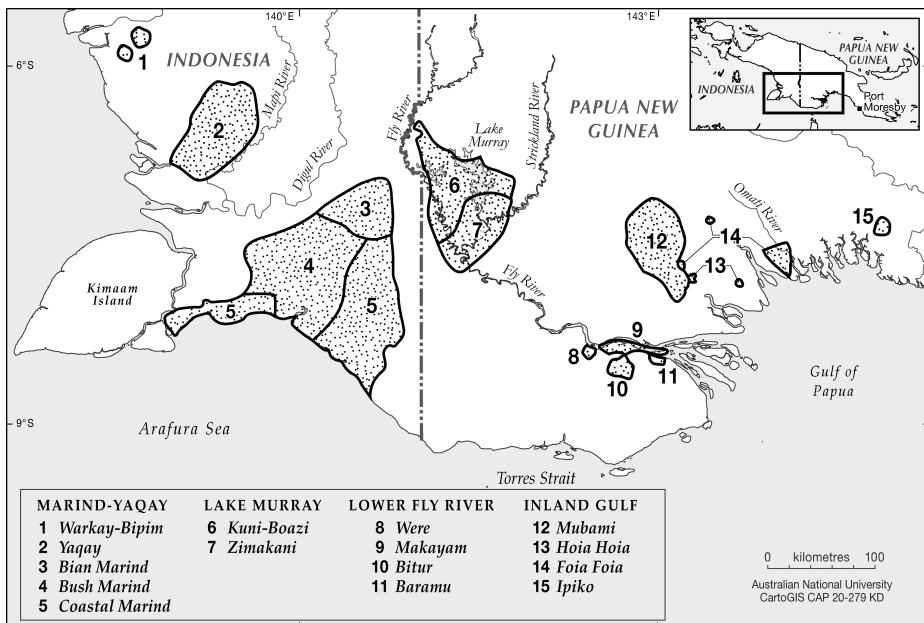 140°E
143°E
6°S
9°S
1
INDONESIA
2
Mapi River
Digul River
3
4
5
5
Kimaam
Island
Arafura Sea
Fly River
Lake
Murray
Strickland River
6
7
Fly River
PAPUA NEW
GUINEA
Omati River
12
14
13
15
8
9
10
11
Gulf of
Papua
Torres Strait
PAPUA NEW
GUINEA
INDONESIA
Port
Moresby
MARIND-YAQAY
1 Warkay-Bipim
2 Yaqay
3 Bian Marind
4 Bush Marind
5 Coastal Marind
LAKE MURRAY
6 Kuni-Boazi
7 Zimakani
LOWER FLY RIVER
8 Were
9 Makayam
10 Bitur
11 Baramu
INLAND GULF
12 Mubami
13 Hoia Hoia
14 Foia Foia
15 Ipiko
0 kilometres 100
Australian National University
CartoGIS CAP 20-279 KD